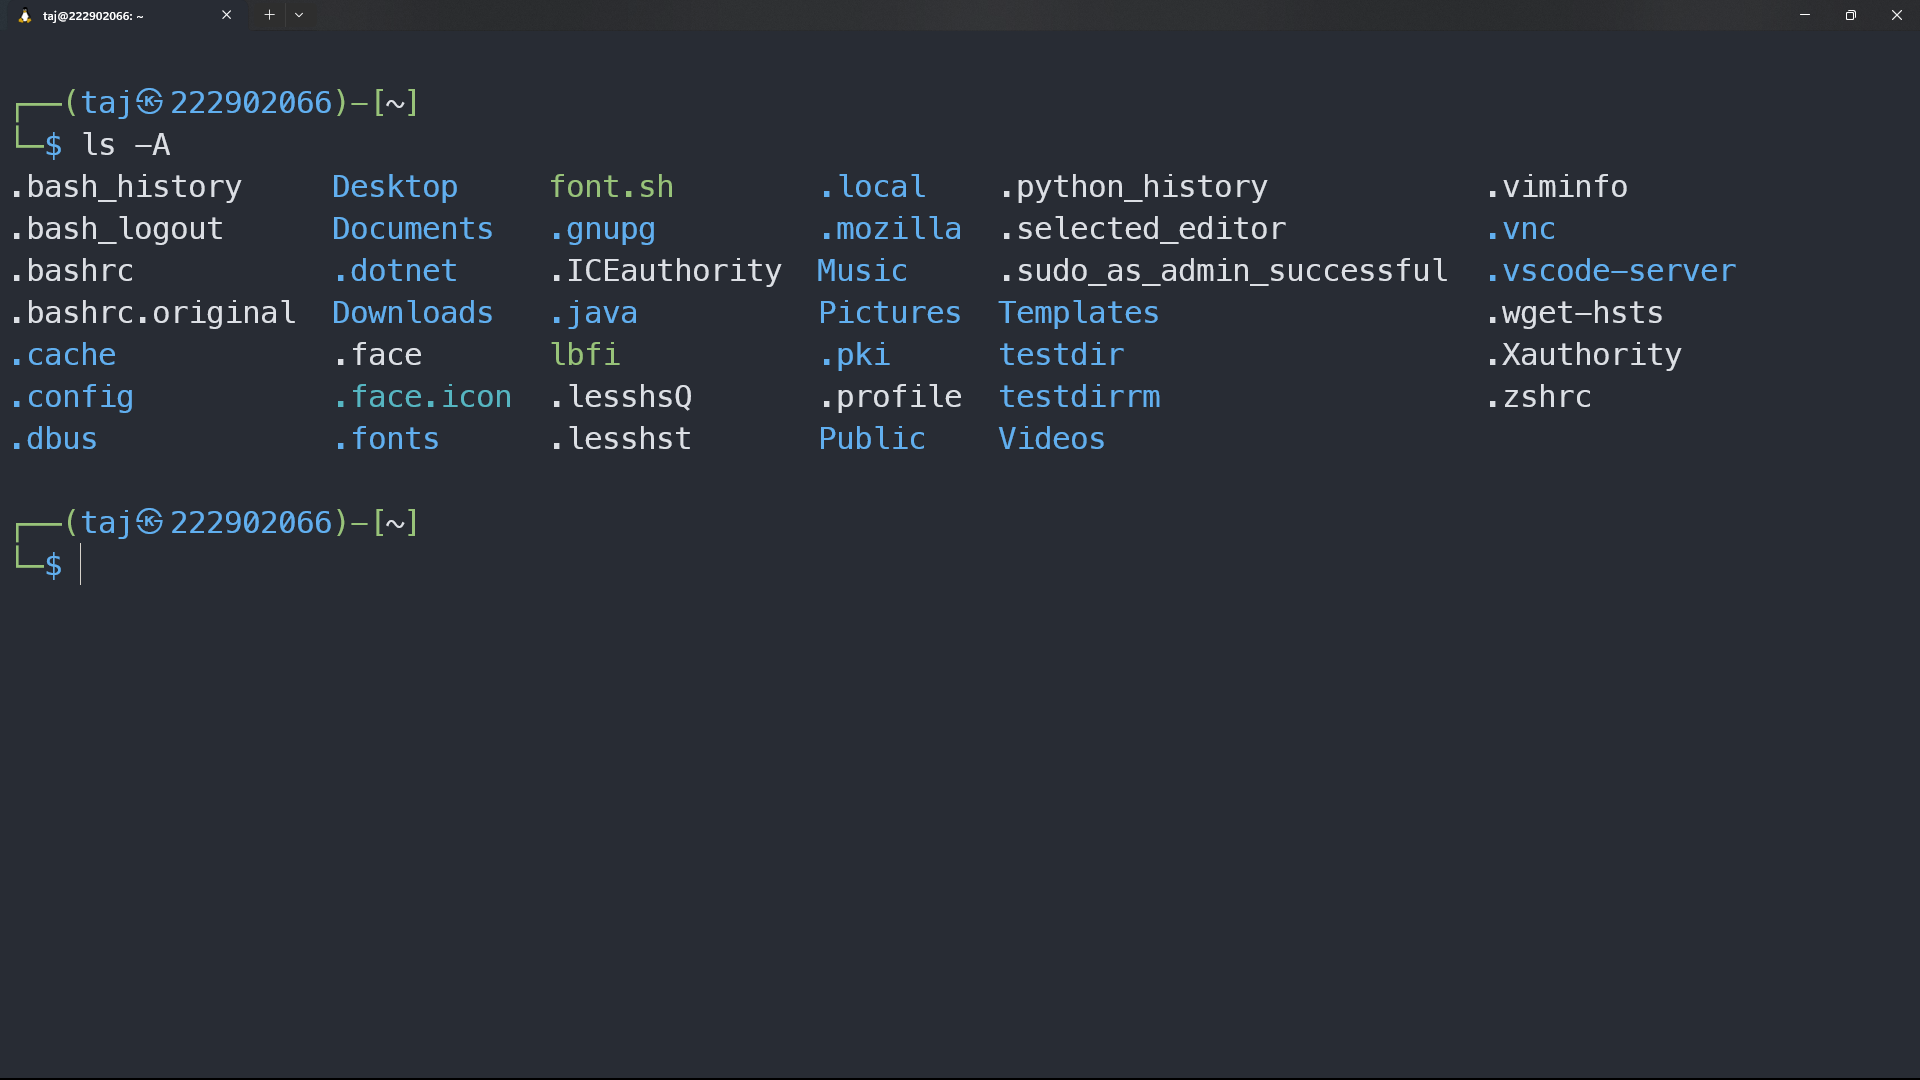 taj@222902066: ~
┌──(taj㉿222902066)-[~]
└─$ ls -A
.bash_history     Desktop     font.sh        .local    .python_history             .viminfo
.bash_logout      Documents   .gnupg         .mozilla  .selected_editor            .vnc
.bashrc           .dotnet     .ICEauthority  Music     .sudo_as_admin_successful   .vscode-server
.bashrc.original  Downloads   .java          Pictures  Templates                   .wget-hsts
.cache            .face       lbfi           .pki      testdir                     .Xauthority
.config           .face.icon  .lesshsQ       .profile  testdirrm                   .zshrc
.dbus             .fonts      .lesshst       Public    Videos
┌──(taj㉿222902066)-[~]
└─$